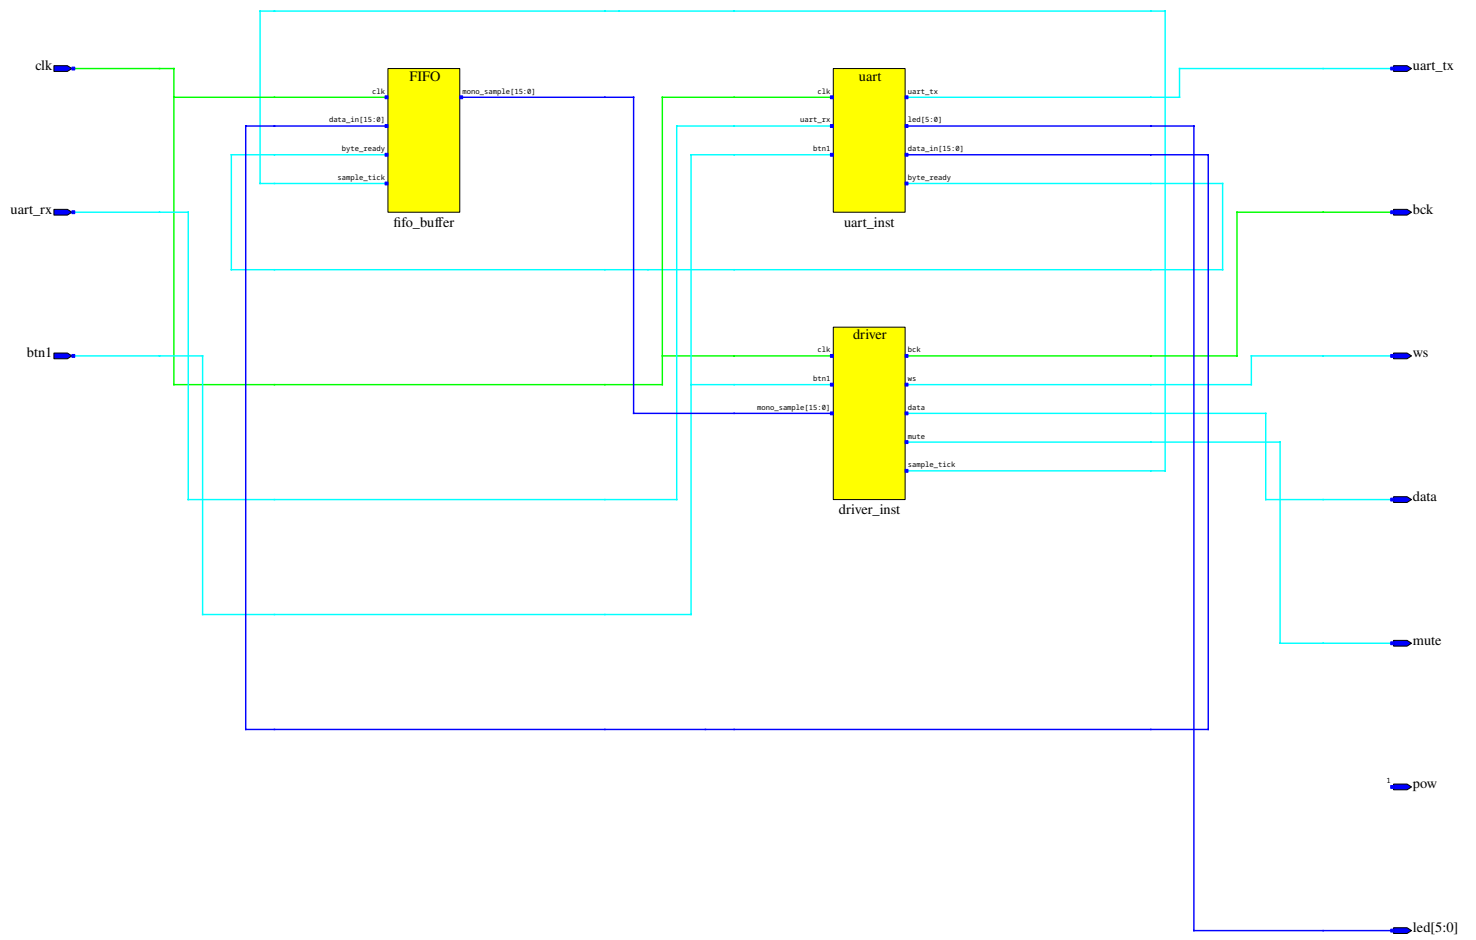 clk
uart_rx
btn1
FIFO
clk
data_in[15:0]
byte_ready
sample_tick
mono_sample[15:0]
fifo_buffer
uart
clk
uart_rx
btn1
uart_tx
led[5:0]
data_in[15:0]
byte_ready
uart_inst
driver
clk
btn1
mono_sample[15:0]
bck
ws
data
mute
sample_tick
driver_inst
uart_tx
bck
ws
data
mute
1
pow
led[5:0]